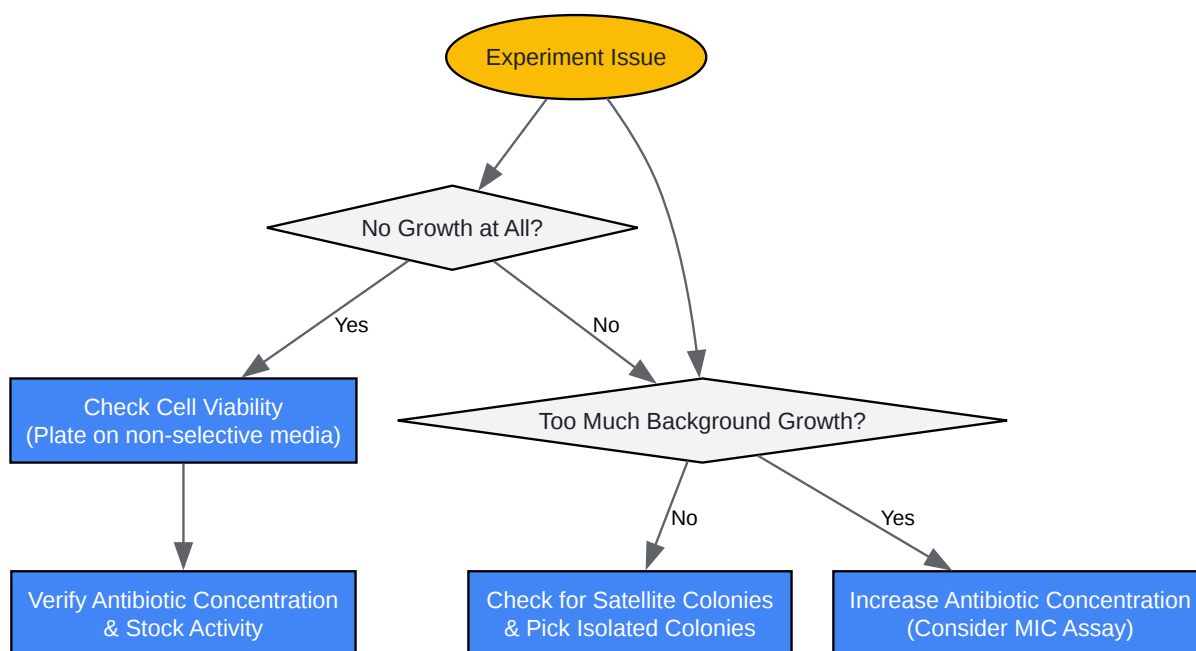 Experiment Issue
No Growth at All?
Yes
No
Check Cell Viability
(Plate on non-selective media)
Too Much Background Growth?
No
Yes
Verify Antibiotic Concentration
& Stock Activity
Check for Satellite Colonies
& Pick Isolated Colonies
Increase Antibiotic Concentration
(Consider MIC Assay)